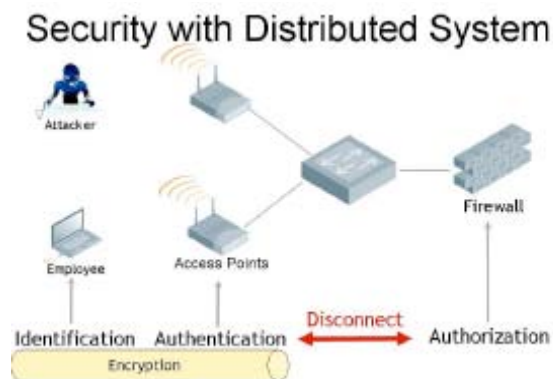 Security with Distributed System
Attacker
Firewall
Employee
Access Points
Disconnect
Identification
Authentication
Authorization
Encryption